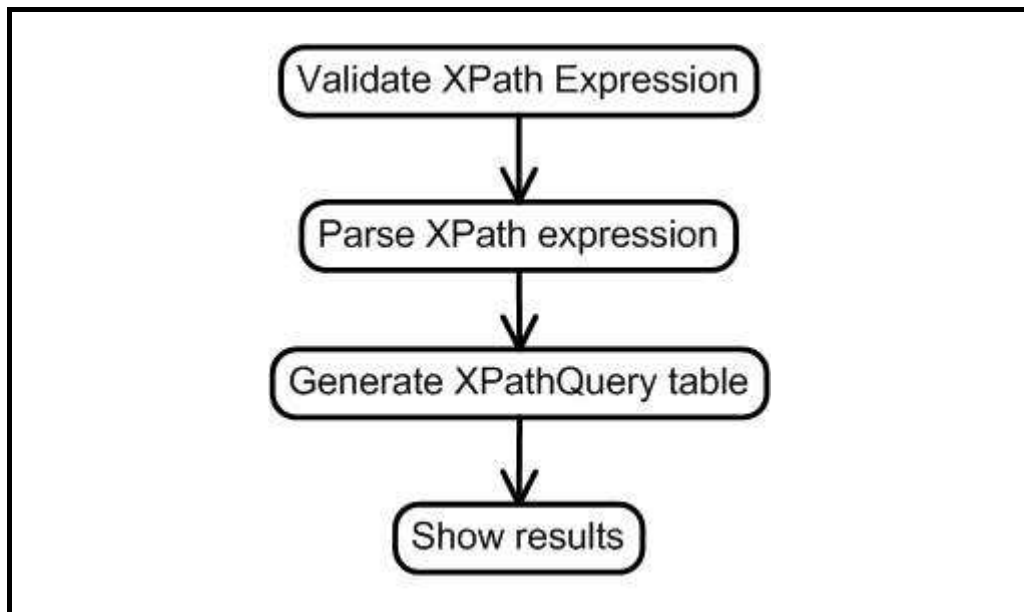 Validate XPath Expression
Parse XPath expression
Generate XPathQuery table
Show results